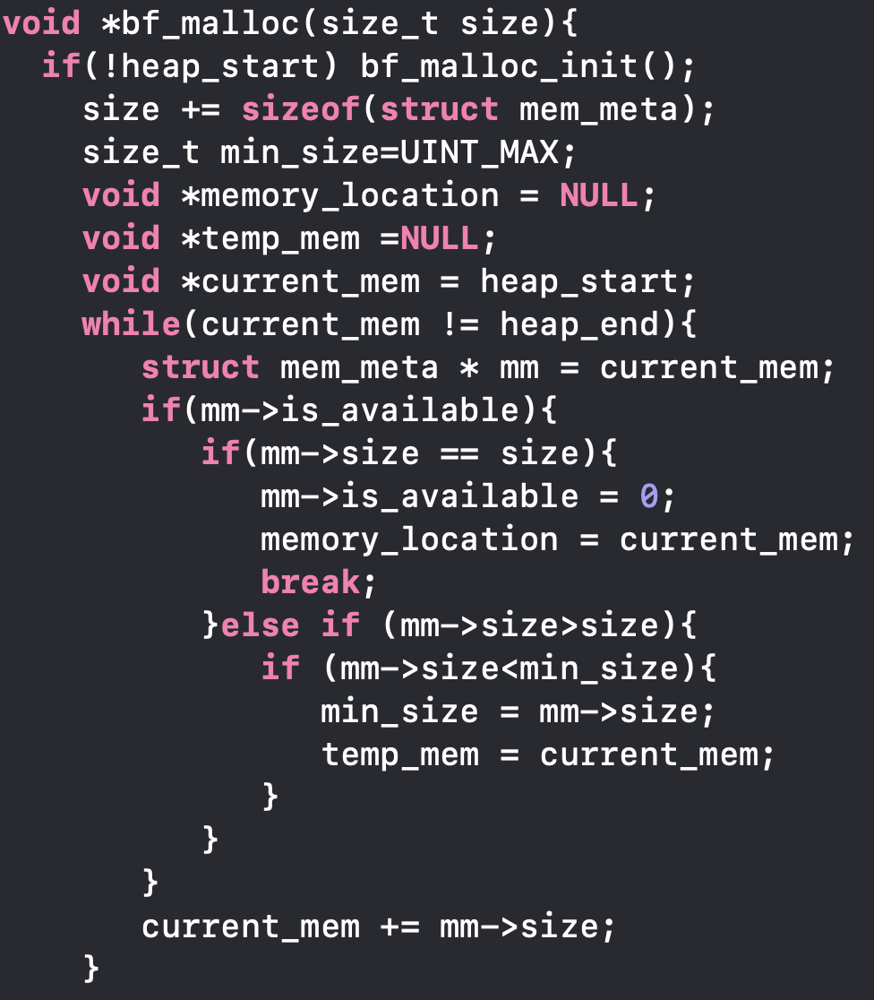 void *bf_malloc(size_t size){
if(!heap_start) bf_malloc_init();
size += sizeof(struct mem_meta);
size_t min_size=UINT_MAX;
void *memory_location = NULL;
void *temp_mem =NULL;
void *current_mem = heap_start;
while(current_mem != heap_end){
struct mem_meta * mm = current_mem;
if(mm->is_available){
if(mm->size == size){
mm->is_available = 0;
memory_location = current_mem;
break;
}else if (mm->size>size){
if (mm->size<min_size){
min_size = mm->size;
temp_mem = current_mem;
}
}
}
current_mem += mm->size;
}